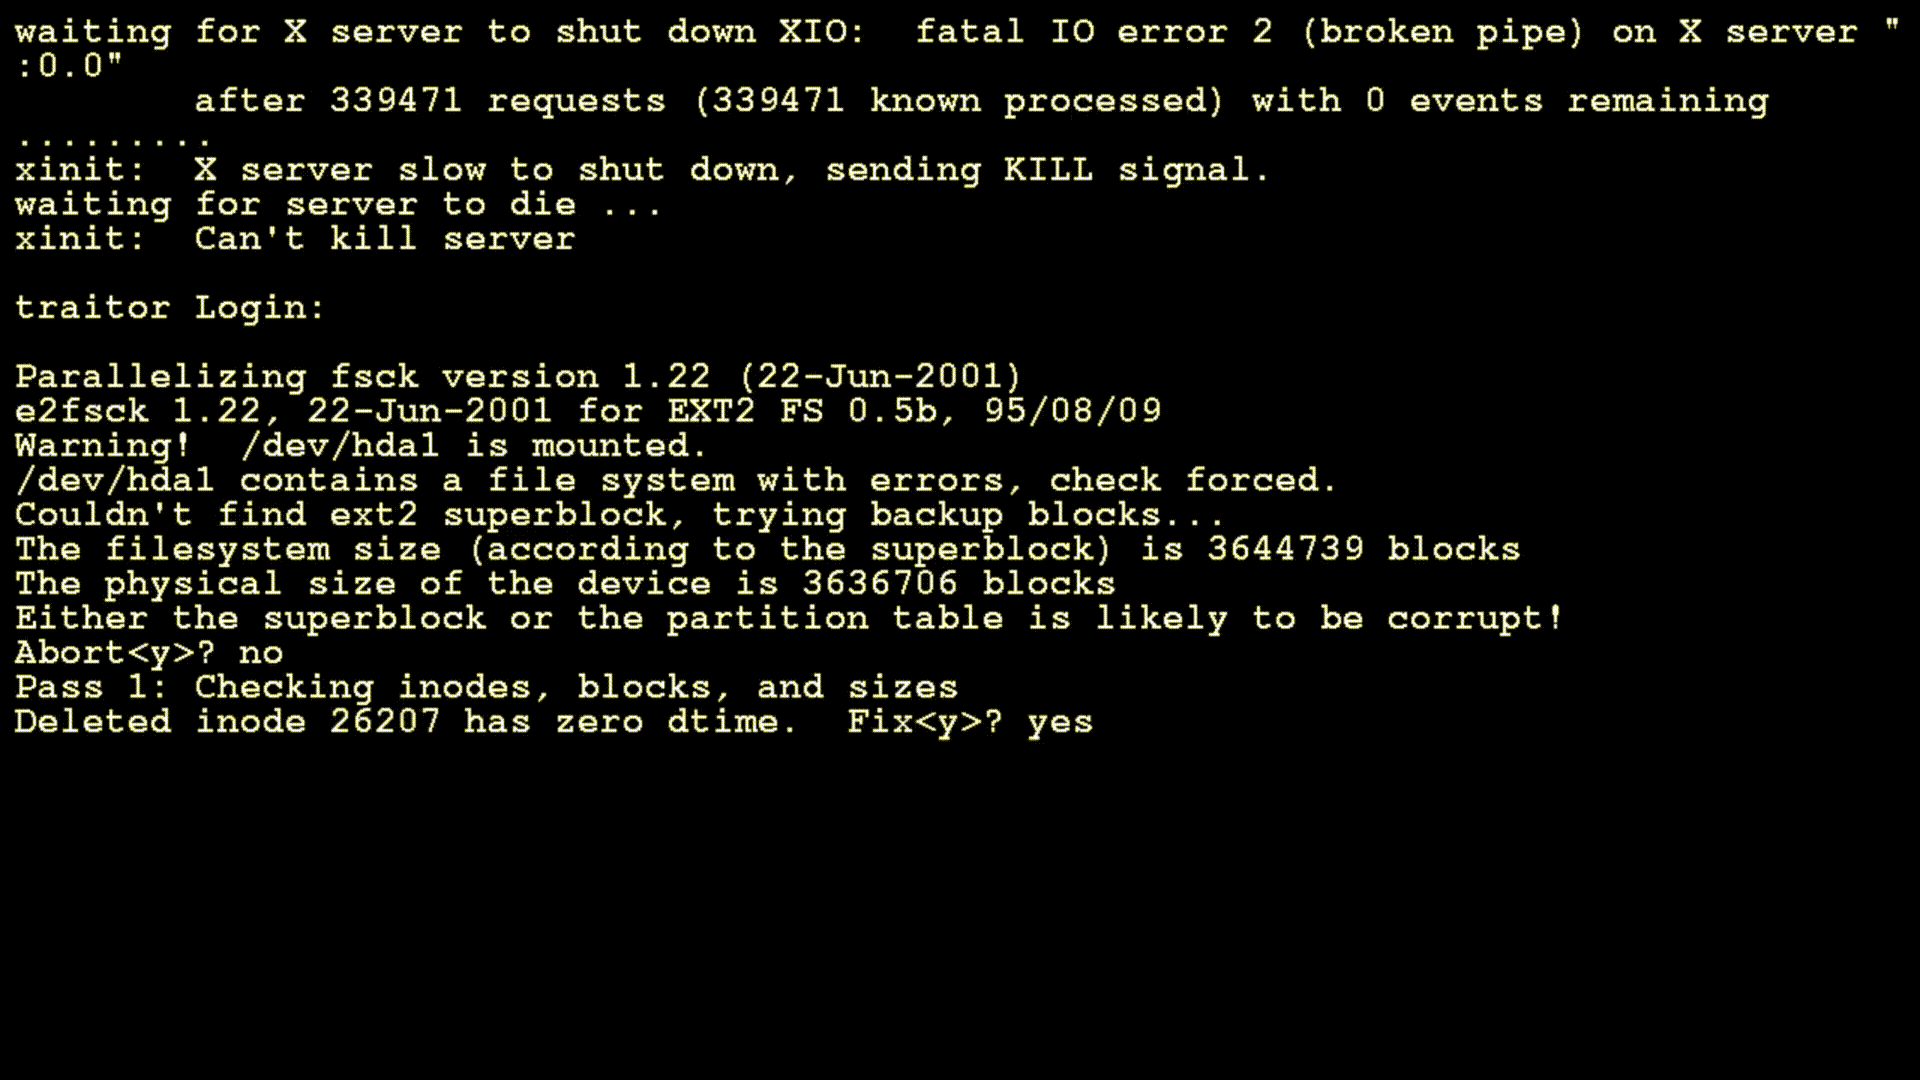 waiting for X server to shut down XIO:  fatal IO error 2 (broken pipe) on X server "
:0.0"
        after 339471 requests (339471 known processed) with 0 events remaining
.........
xinit:  X server slow to shut down, sending KILL signal.
waiting for server to die ...
xinit:  Can't kill server
traitor Login:
Parallelizing fsck version 1.22 (22-Jun-2001)
e2fsck 1.22, 22-Jun-2001 for EXT2 FS 0.5b, 95/08/09
Warning!  /dev/hda1 is mounted.
/dev/hda1 contains a file system with errors, check forced.
Couldn't find ext2 superblock, trying backup blocks...
The filesystem size (according to the superblock) is 3644739 blocks
The physical size of the device is 3636706 blocks
Either the superblock or the partition table is likely to be corrupt!
Abort<y>? no
Pass 1: Checking inodes, blocks, and sizes
Deleted inode 26207 has zero dtime.  Fix<y>? yes